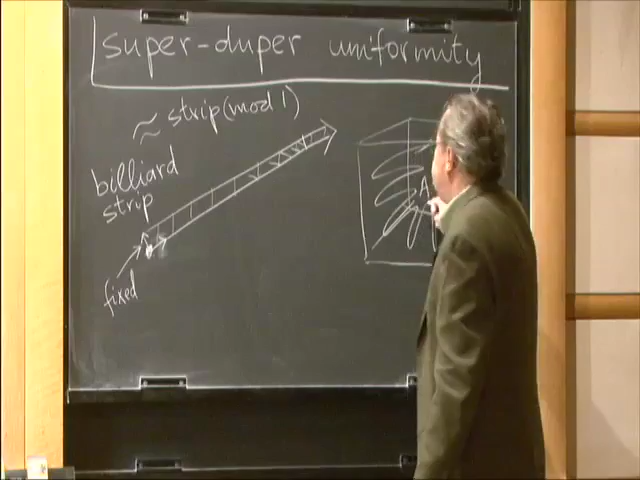 super-duper uniformity
≈ strip (mod 1)
billiard
strip
fixed
A